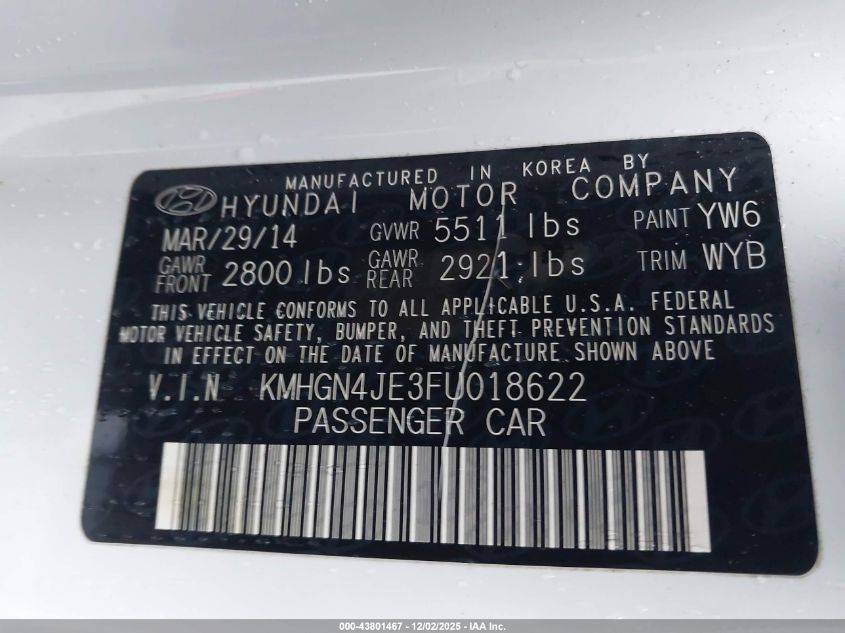 MANUFACTURED IN KOREA BY
HYUNDAI MOTOR COMPANY
MAR/29/14 GVWR 5511 lbs PAINT YW6
GAWR FRONT 2800 lbs GAWR REAR 2921 lbs TRIM WYB
THIS VEHICLE CONFORMS TO ALL APPLICABLE U.S.A. FEDERAL
MOTOR VEHICLE SAFETY, BUMPER, AND THEFT PREVENTION STANDARDS
IN EFFECT ON THE DATE OF MANUFACTURE SHOWN ABOVE
V.I.N KMHGN4JE3FU018622
PASSENGER CAR
000-43801467 - 12/02/2025 - IAA Inc.